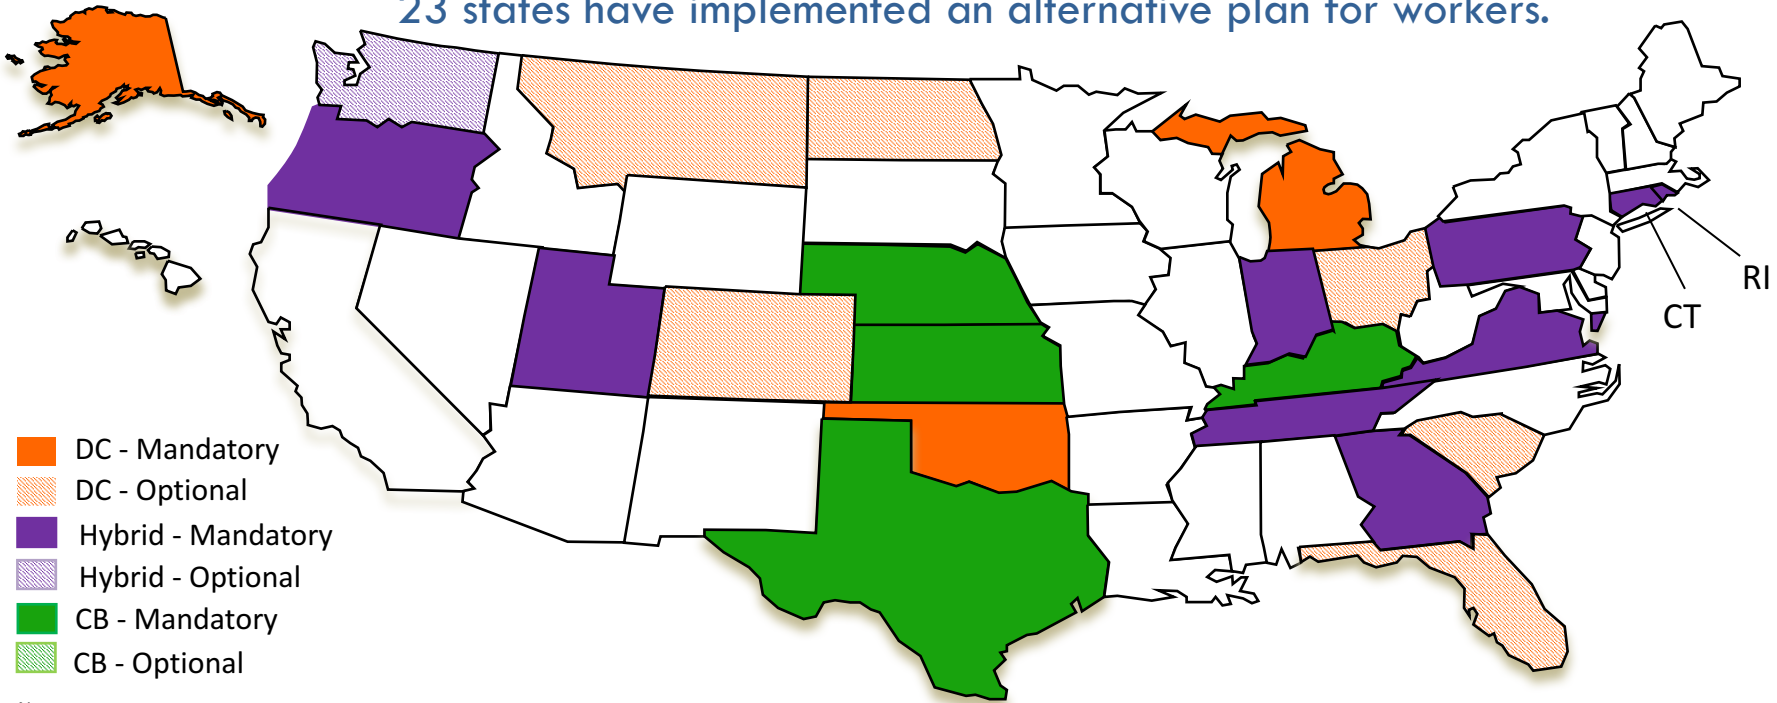 23 states have implemented an alternative plan for workers.
RI
CT
DC - Mandatory
DC - Optional
Hybrid - Mandatory
Hybrid - Optional
CB - Mandatory
CB - Optional